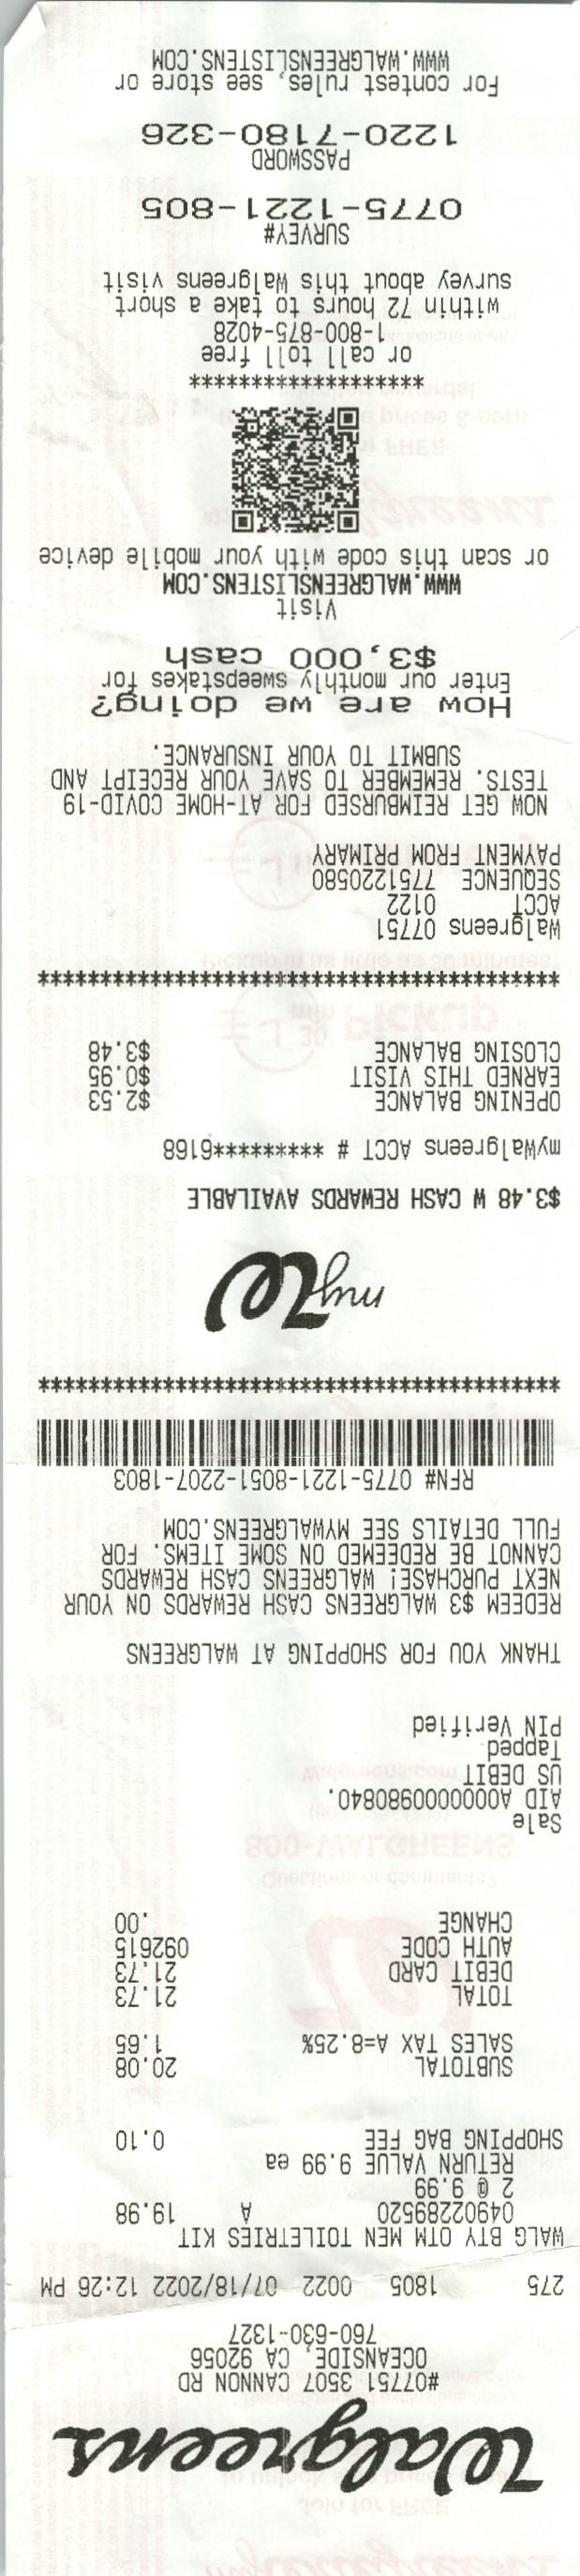 Walgreens
#07751 3507 CANNON RD
OCEANSIDE, CA 92056
760-630-1327
275 1805 0022 07/18/2022 12:26 PM
WALG BTY OTM MEN TOILETRIES KIT
04902289520 A 19.98
2 @ 9.99
RETURN VALUE 9.99 ea
SHOPPING BAG FEE 0.10
SUBTOTAL 20.08
SALES TAX A=8.25% 1.65
TOTAL 21.73
DEBIT CARD 21.73
AUTH CODE 092615
CHANGE .00
Sale
AID A0000000980840.
US DEBIT
Tapped
PIN Verified
THANK YOU FOR SHOPPING AT WALGREENS
REDEEM $3 WALGREENS CASH REWARDS ON YOUR
NEXT PURCHASE! WALGREENS CASH REWARDS
CANNOT BE REDEEMED ON SOME ITEMS. FOR
FULL DETAILS SEE MYWALGREENS.COM
RFN# 0775-1221-8051-2207-1803
*******************************************
myW
$3.48 W CASH REWARDS AVAILABLE
myWalgreens ACCT # *********6168
OPENING BALANCE $2.53
EARNED THIS VISIT $0.95
CLOSING BALANCE $3.48
*******************************************
Walgreens 07751
ACCT 0122
SEQUENCE 7751220580
PAYMENT FROM PRIMARY
NOW GET REIMBURSED FOR AT-HOME COVID-19
TESTS. REMEMBER TO SAVE YOUR RECEIPT AND
SUBMIT TO YOUR INSURANCE.
How are we doing?
Enter our monthly sweepstakes for
$3,000 cash
Visit
WWW.WALGREENSLISTENS.COM
or scan this code with your mobile device
*******************
or call toll free
1-800-875-4028
within 72 hours to take a short
survey about this Walgreens visit
SURVEY#
0775-1221-805
PASSWORD
1220-7180-326
For contest rules, see store or
WWW.WALGREENSLISTENS.COM